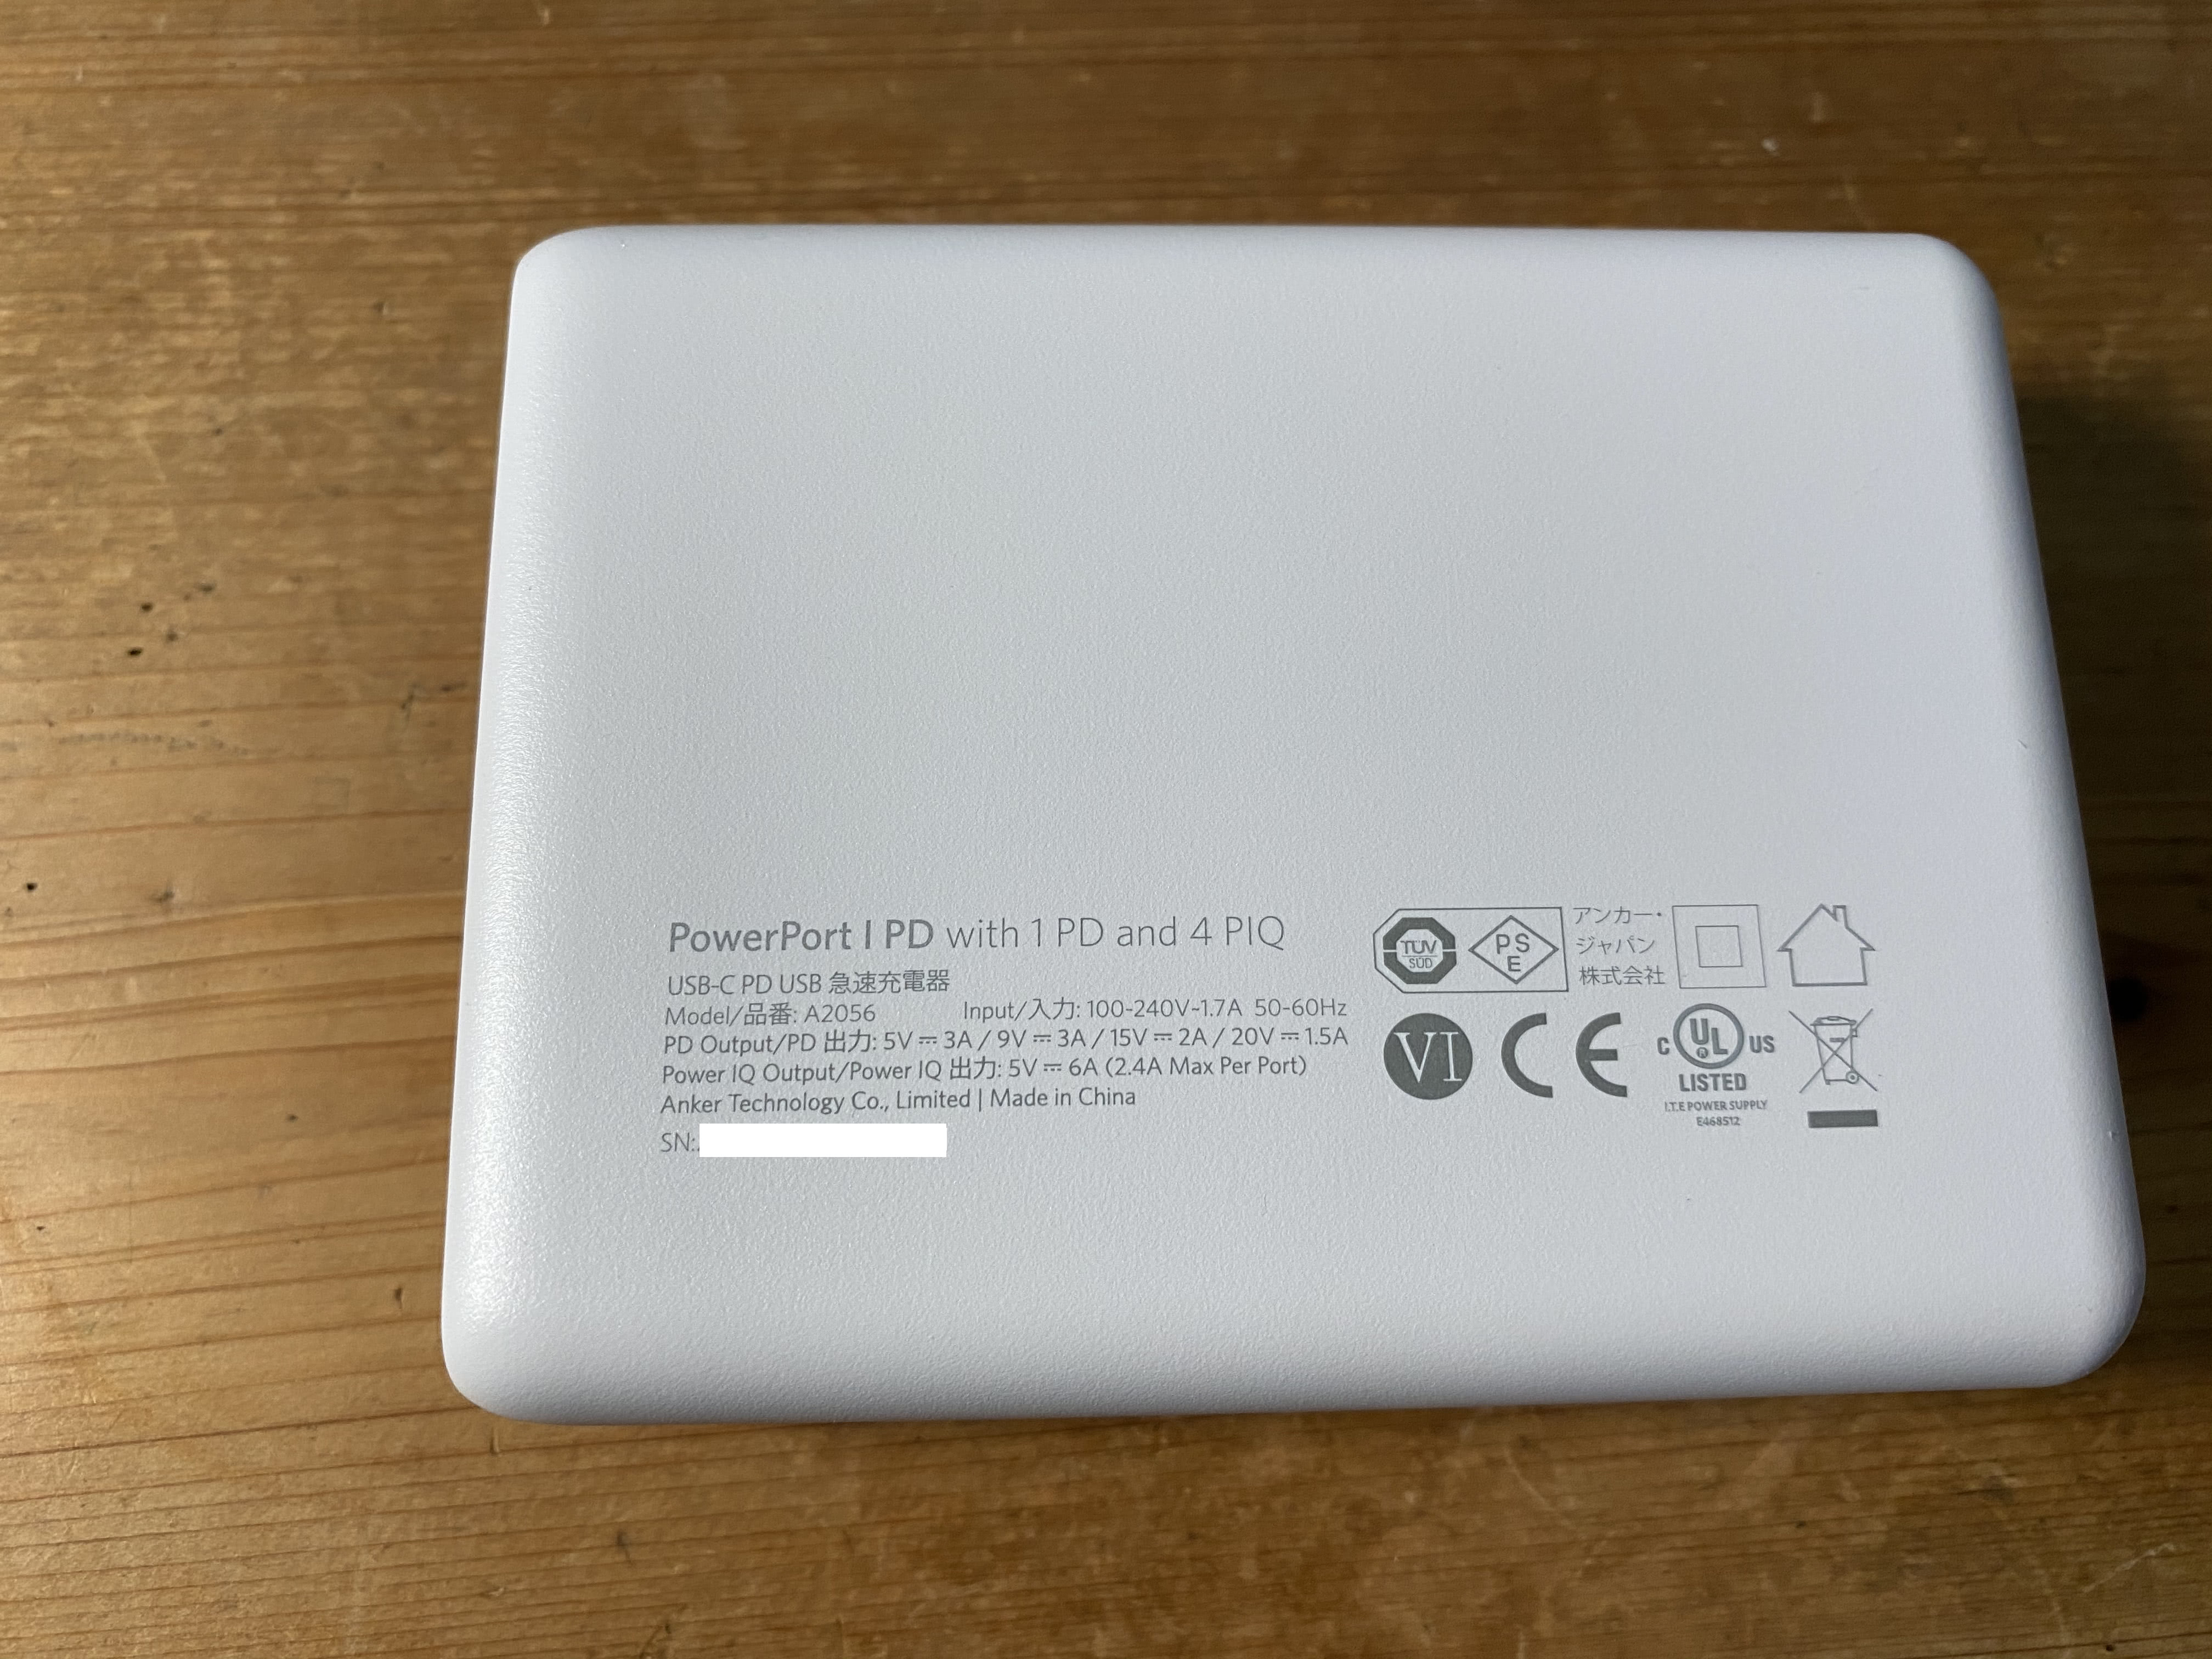 PowerPort I PD with 1 PD and 4 PIQ
USB-C PD USB 急速充電器
Model/品番: A2056 Input/入力: 100-240V~1.7A 50-60Hz
PD Output/PD 出力: 5V⎓3A / 9V⎓3A / 15V⎓2A / 20V⎓1.5A
Power IQ Output/Power IQ 出力: 5V⎓6A (2.4A Max Per Port)
Anker Technology Co., Limited | Made in China
SN:
TÜV
SÜD
PS
E
アンカー・
ジャパン
株式会社
VI
CE
C UL US
®
LISTED
I.T.E POWER SUPPLY
E468512